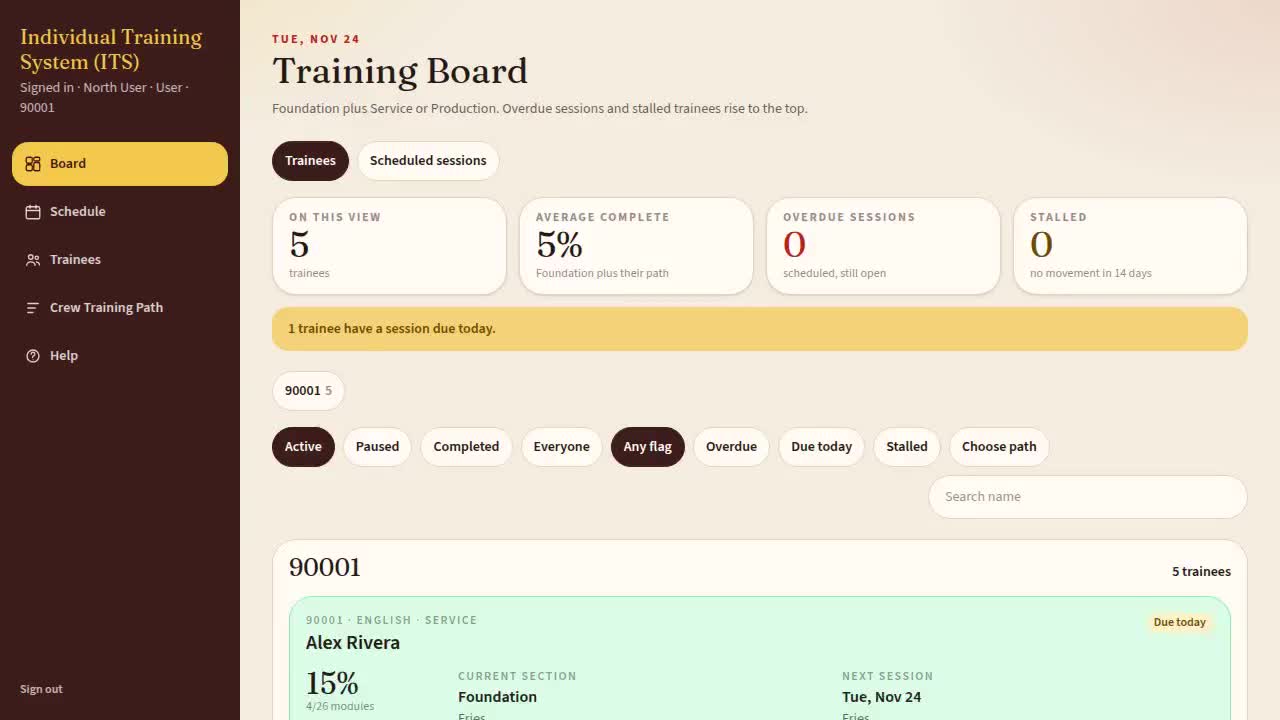 Individual Training
System (ITS)
Signed in · North User · User ·
90001
Board
Schedule
Trainees
Crew Training Path
Help
Sign out
TUE, NOV 24
Training Board
Foundation plus Service or Production. Overdue sessions and stalled trainees rise to the top.
Trainees
Scheduled sessions
ON THIS VIEW
5
trainees
AVERAGE COMPLETE
5%
Foundation plus their path
OVERDUE SESSIONS
0
scheduled, still open
STALLED
0
no movement in 14 days
1 trainee have a session due today.
90001 5
Active
Paused
Completed
Everyone
Any flag
Overdue
Due today
Stalled
Choose path
Search name
90001
5 trainees
90001 · ENGLISH · SERVICE
Due today
Alex Rivera
15%
4/26 modules
CURRENT SECTION
Foundation
Fries
NEXT SESSION
Tue, Nov 24
Fries